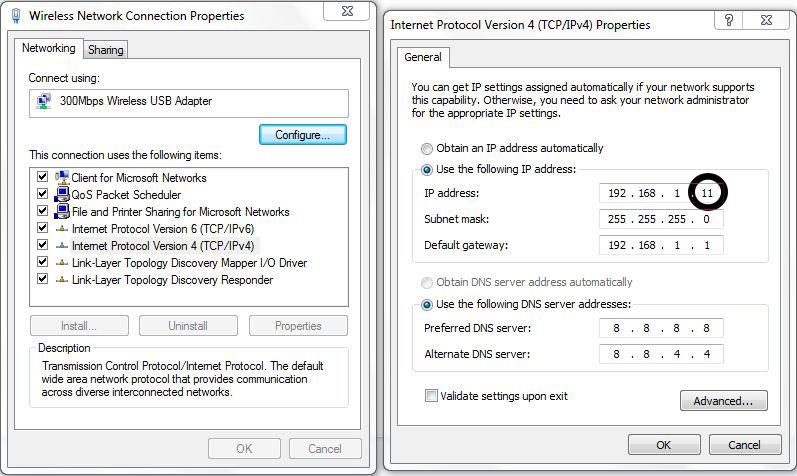 Wireless Network Connection Properties
Networking
Sharing
Connect using:
300Mbps Wireless USB Adapter
Configure...
This connection uses the following items:
Client for Microsoft Networks
QoS Packet Scheduler
File and Printer Sharing for Microsoft Networks
Internet Protocol Version 6 (TCP/IPv6)
Internet Protocol Version 4 (TCP/IPv4)
Link-Layer Topology Discovery Mapper I/O Driver
Link-Layer Topology Discovery Responder
Install...
Uninstall
Properties
Description
Transmission Control Protocol/Internet Protocol. The default
wide area network protocol that provides communication
across diverse interconnected networks.
OK
Cancel
Internet Protocol Version 4 (TCP/IPv4) Properties
General
You can get IP settings assigned automatically if your network supports
this capability. Otherwise, you need to ask your network administrator
for the appropriate IP settings.
Obtain an IP address automatically
Use the following IP address:
IP address: 192 . 168 . 1 . 11
Subnet mask: 255 . 255 . 255 . 0
Default gateway: 192 . 168 . 1 . 1
Obtain DNS server address automatically
Use the following DNS server addresses:
Preferred DNS server: 8 . 8 . 8 . 8
Alternate DNS server: 8 . 8 . 4 . 4
Validate settings upon exit
Advanced...
OK
Cancel